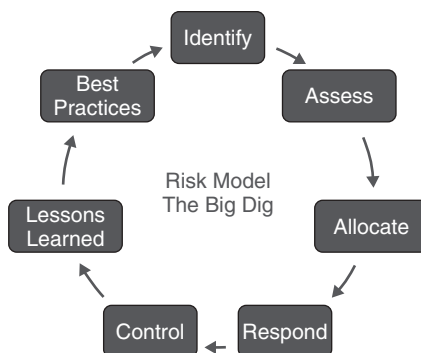 Identify
Assess
Allocate
Respond
Control
Lessons
Learned
Best
Practices
Risk Model
The Big Dig